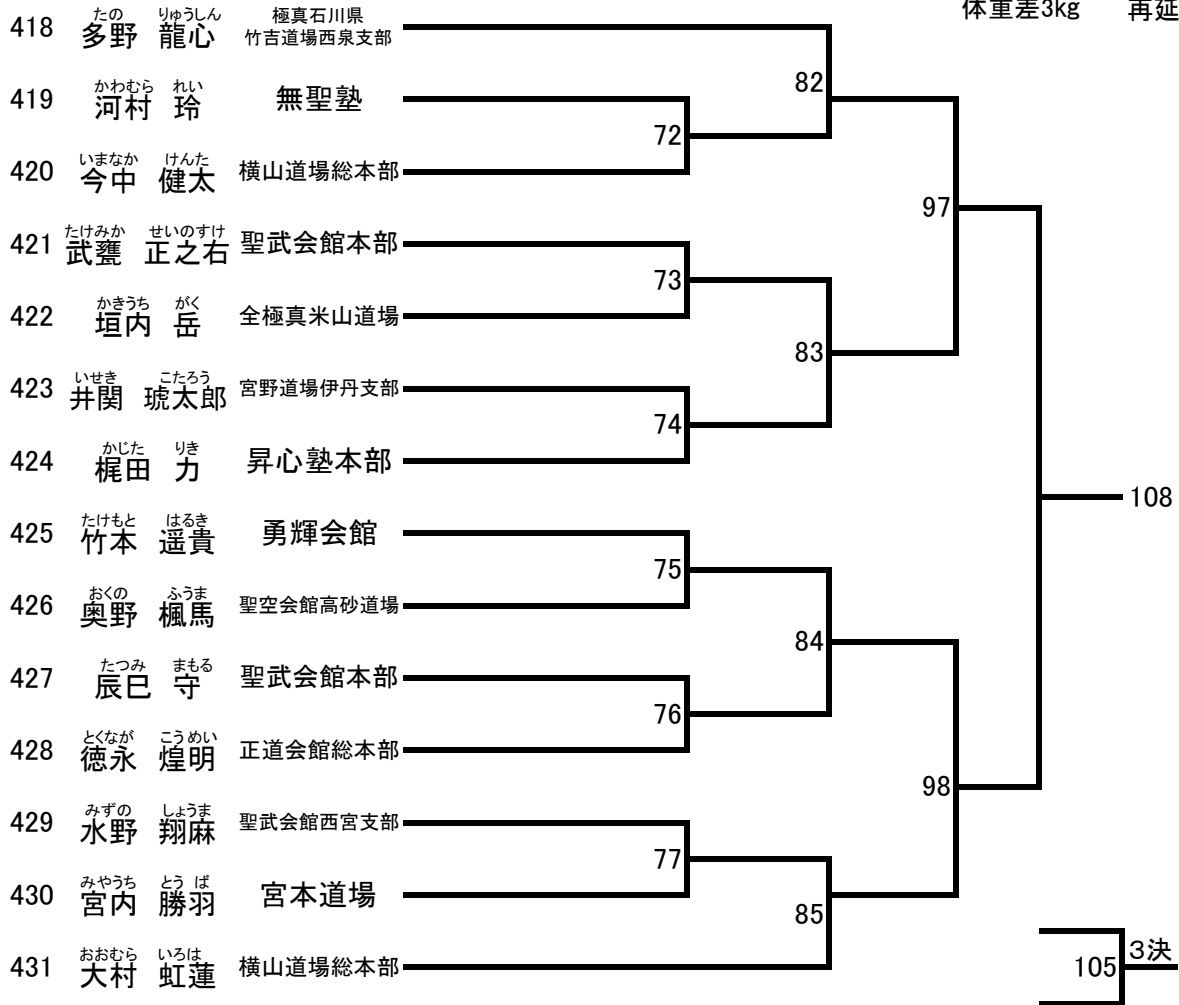 体重差3kg 再延
たの りゅうしん 極真石川県
418 多野 龍心 竹吉道場西泉支部
82
かわむら れい
419 河村 玲 無聖塾
72
いまなか けんた
420 今中 健太 横山道場総本部
97
たけみか せいのすけ
421 武甕 正之右 聖武会館本部
73
かきうち がく
422 垣内 岳 全極真米山道場
83
いせき こたろう
423 井関 琥太郎 宮野道場伊丹支部
74
かじた りき
424 梶田 力 昇心塾本部
108
たけもと はるき
425 竹本 遥貴 勇輝会館
75
おくの ふうま
426 奥野 楓馬 聖空会館高砂道場
84
たつみ まもる
427 辰巳 守 聖武会館本部
76
とくなが こうめい
428 徳永 煌明 正道会館総本部
98
みずの しょうま
429 水野 翔麻 聖武会館西宮支部
77
みやうち とう ば
430 宮内 勝羽 宮本道場
85
おおむら いろは
431 大村 虹蓮 横山道場総本部
105 3決